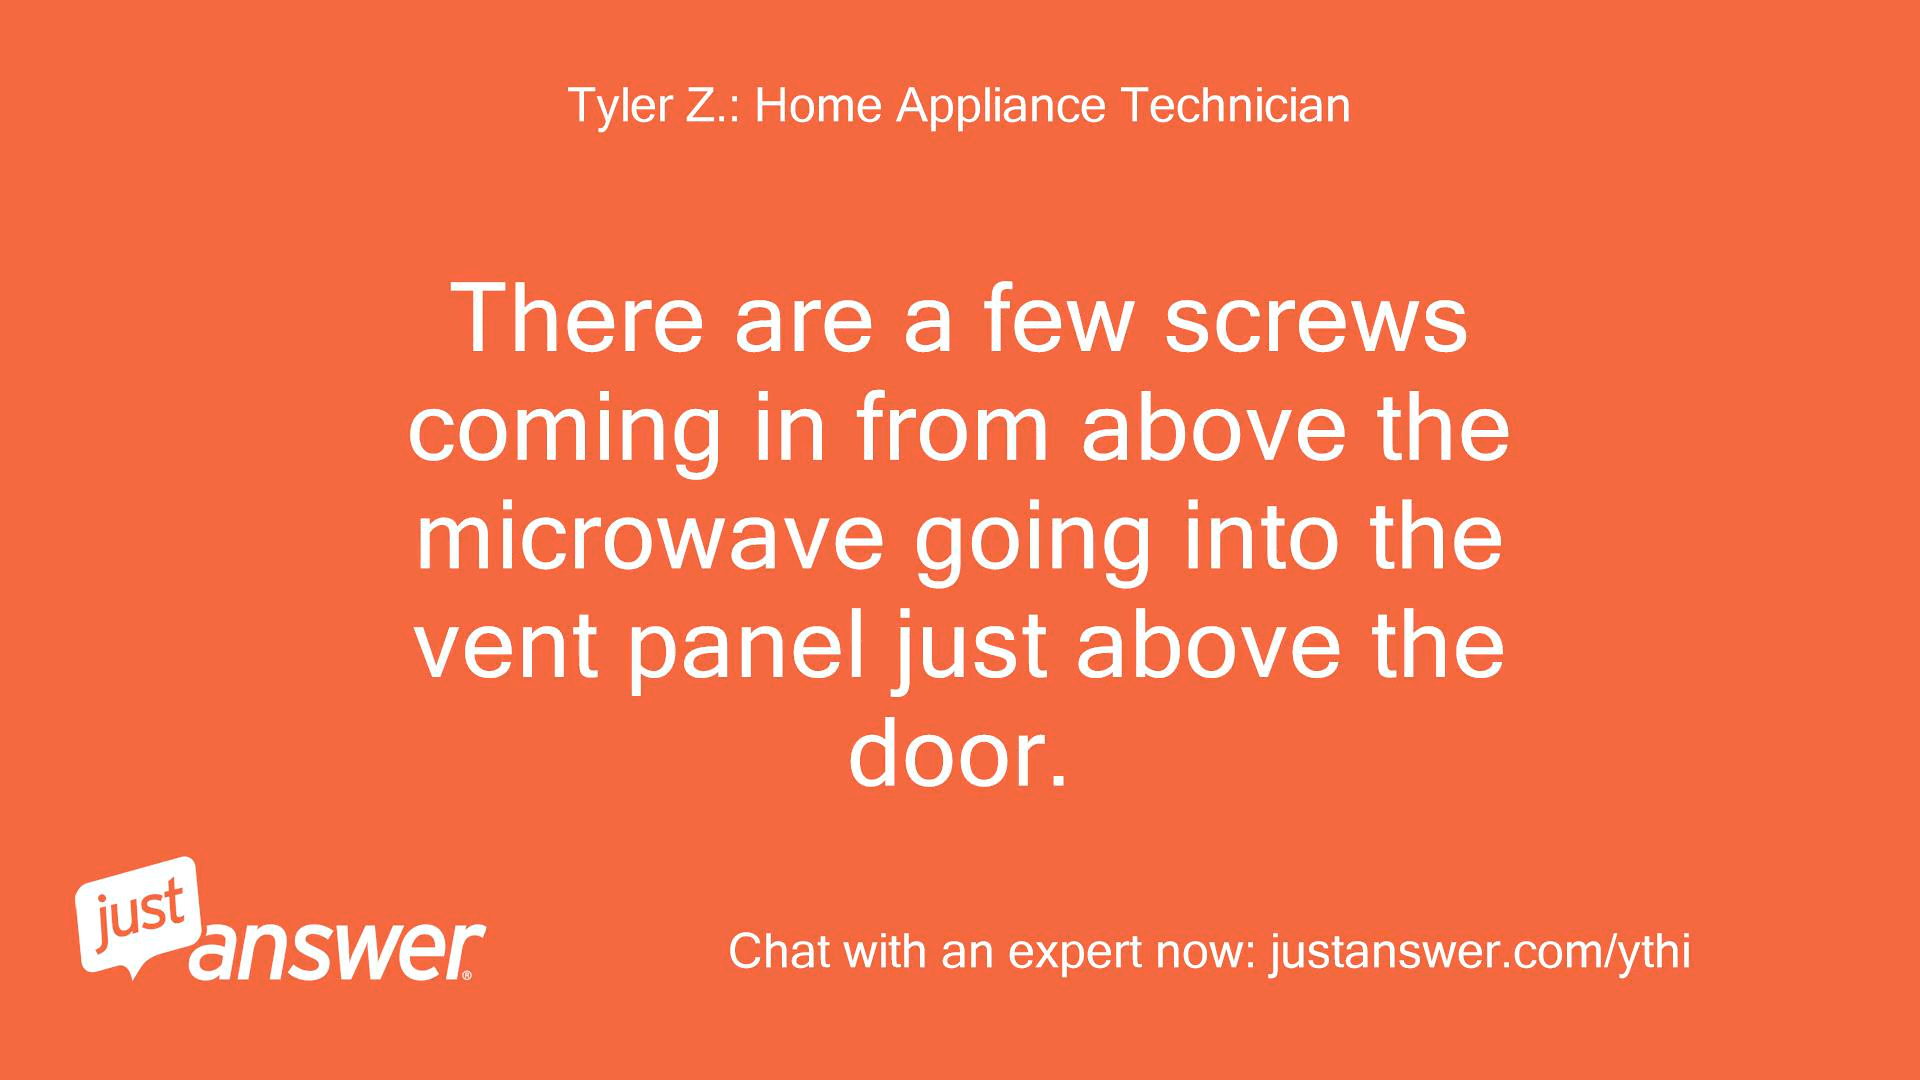 Tyler Z.: Home Appliance Technician
There are a few screws
coming in from above the
microwave going into the
vent panel just above the
door.
just
answer®
Chat with an expert now: justanswer.com/ythi